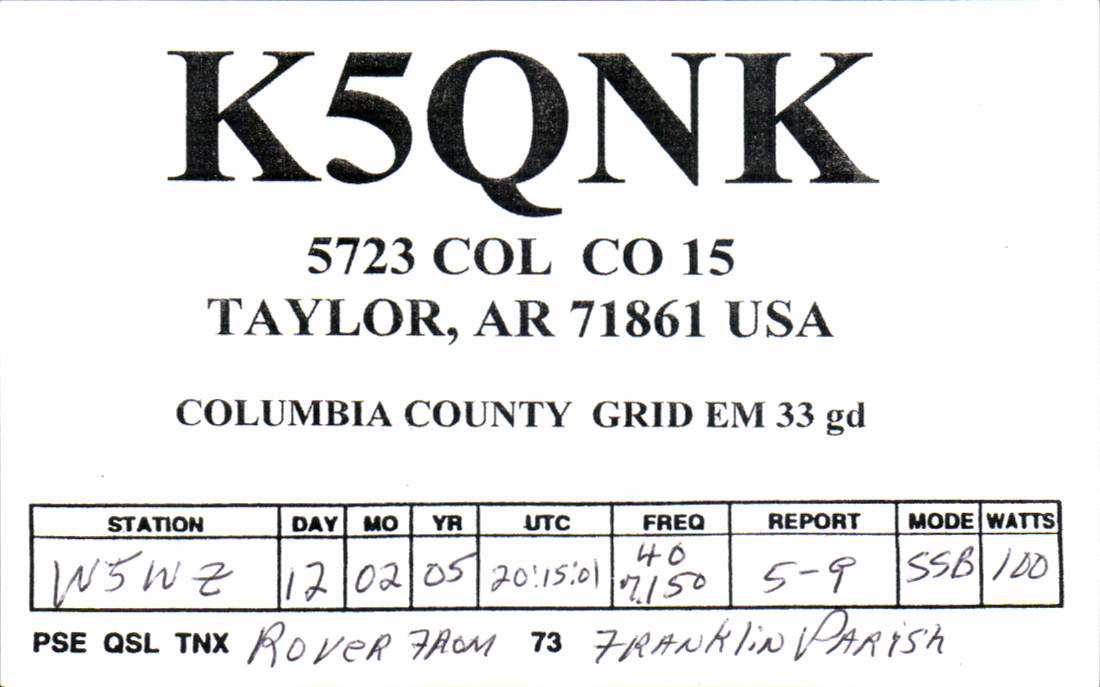 K5QNK
5723 COL CO 15
TAYLOR, AR 71861 USA
COLUMBIA COUNTY GRID EM 33 gd
STATION DAY MO YR UTC FREQ REPORT MODE WATTS
W5WZ 12 02 05 20:15:01 40 7.150 5-9 SSB 100
PSE QSL TNX ROVER FROM 73 FRANKLIN PARISH